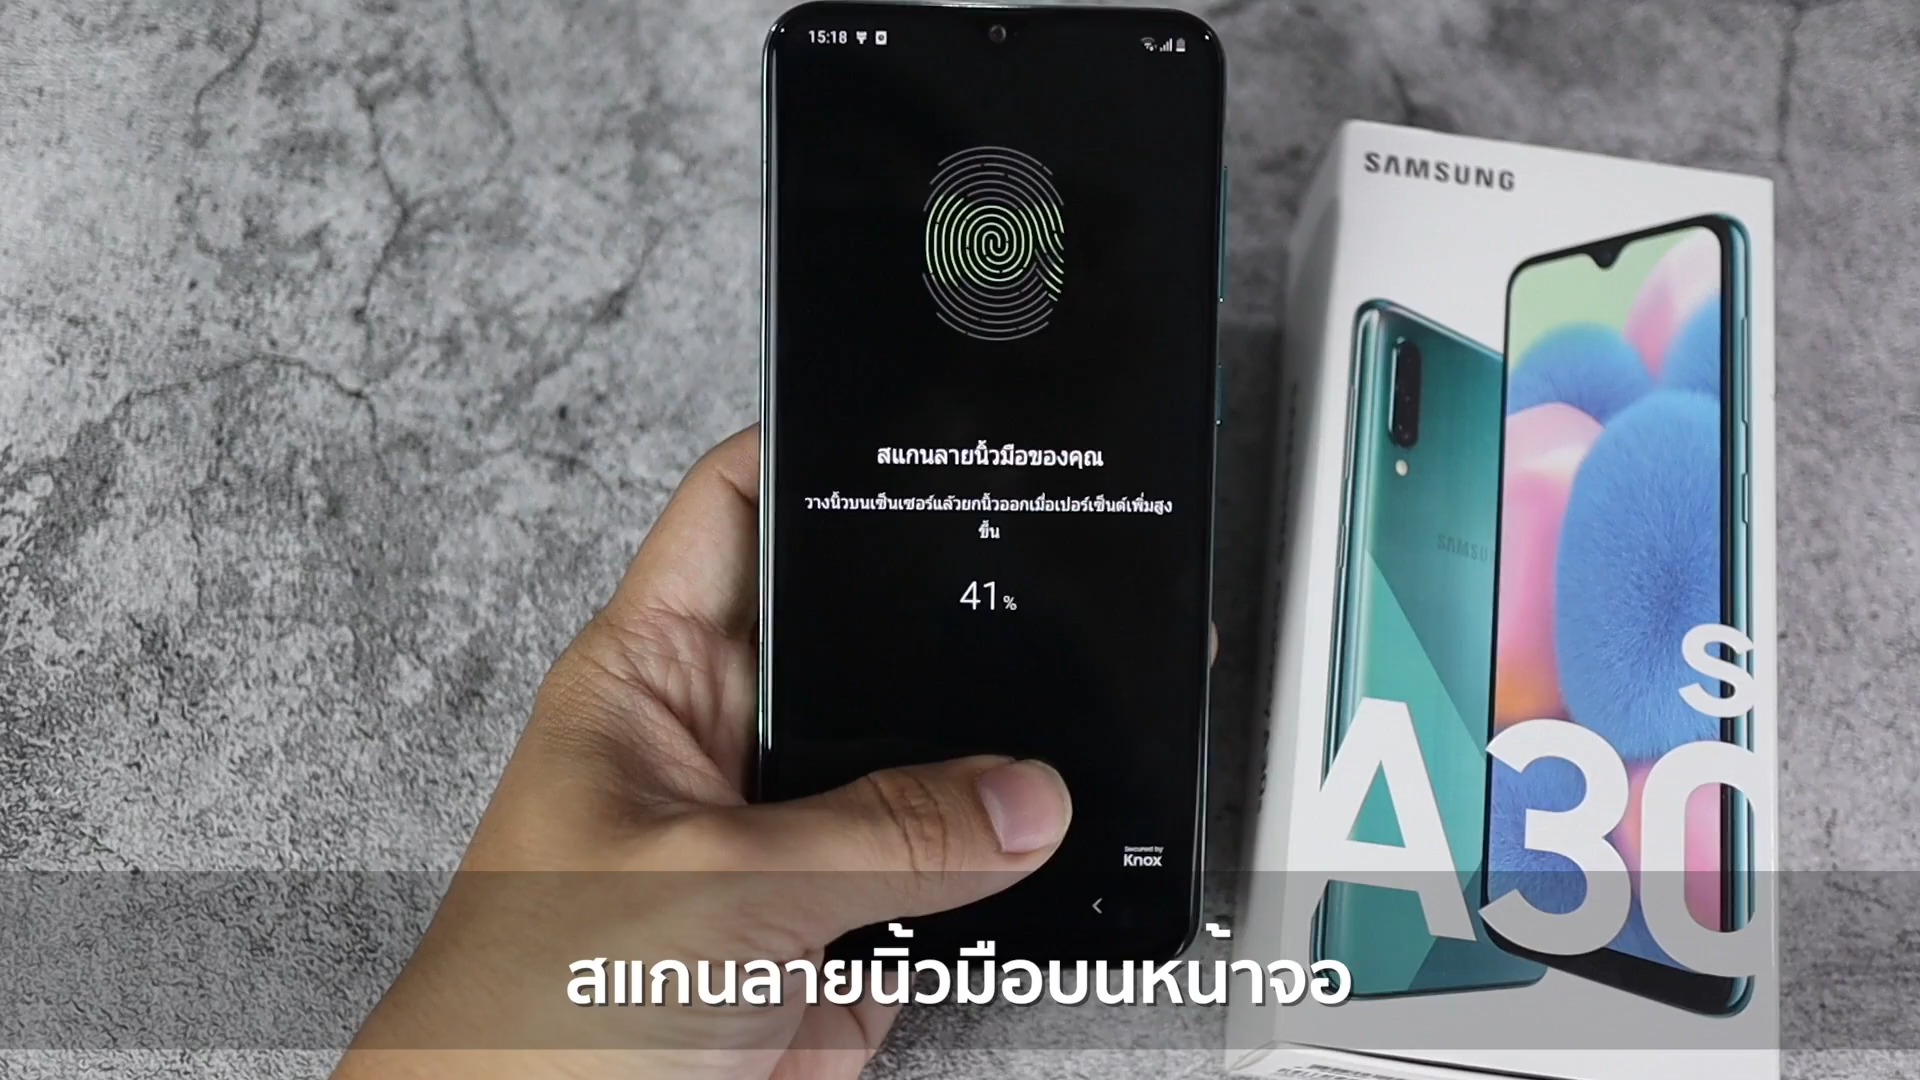 15:18
สแกนลายนิ้วมือของคุณ
วางนิ้วบนเซ็นเซอร์แล้วยกนิ้วออกเมื่อเปอร์เซ็นต์เพิ่มสูง
ขึ้น
41%
Secured by
Knox
SAMSUNG
SAMSU
A30s
สแกนลายนิ้วมือบนหน้าจอ